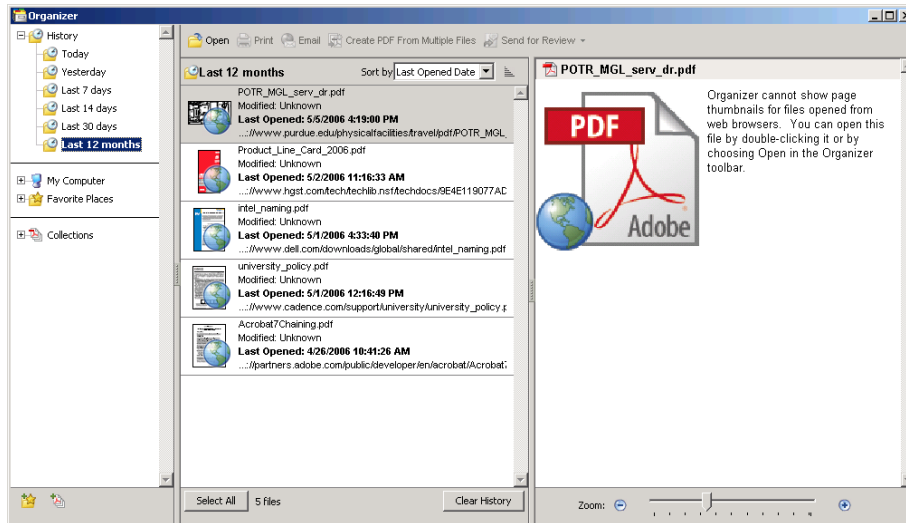 Organizer
History
Today
Yesterday
Last 7 days
Last 14 days
Last 30 days
Last 12 months
My Computer
Favorite Places
Collections
Open Print Email Create PDF From Multiple Files Send for Review
Last 12 months Sort by Last Opened Date
POTR_MGL_serv_dr.pdf
Modified: Unknown
Last Opened: 5/5/2006 4:19:00 PM
...://www.purdue.edu/physicalfacilities/travel/pdf/POTR_MGL_
Product_Line_Card_2006.pdf
Modified: Unknown
Last Opened: 5/2/2006 11:16:33 AM
...://www.hgst.com/tech/techlib.nsf/techdocs/9E4E119077AD
intel_naming.pdf
Modified: Unknown
Last Opened: 5/1/2006 4:33:40 PM
...://www.dell.com/downloads/global/shared/intel_naming.pdf
university_policy.pdf
Modified: Unknown
Last Opened: 5/1/2006 12:16:49 PM
...://www.cadence.com/support/university/university_policy.p
Acrobat7Chaining.pdf
Modified: Unknown
Last Opened: 4/26/2006 10:41:26 AM
...://partners.adobe.com/public/developer/en/acrobat/Acrobat7
Select All 5 files Clear History
POTR_MGL_serv_dr.pdf
PDF
Adobe
Organizer cannot show page
thumbnails for files opened from
web browsers. You can open this
file by double-clicking it or by
choosing Open in the Organizer
toolbar.
Zoom: